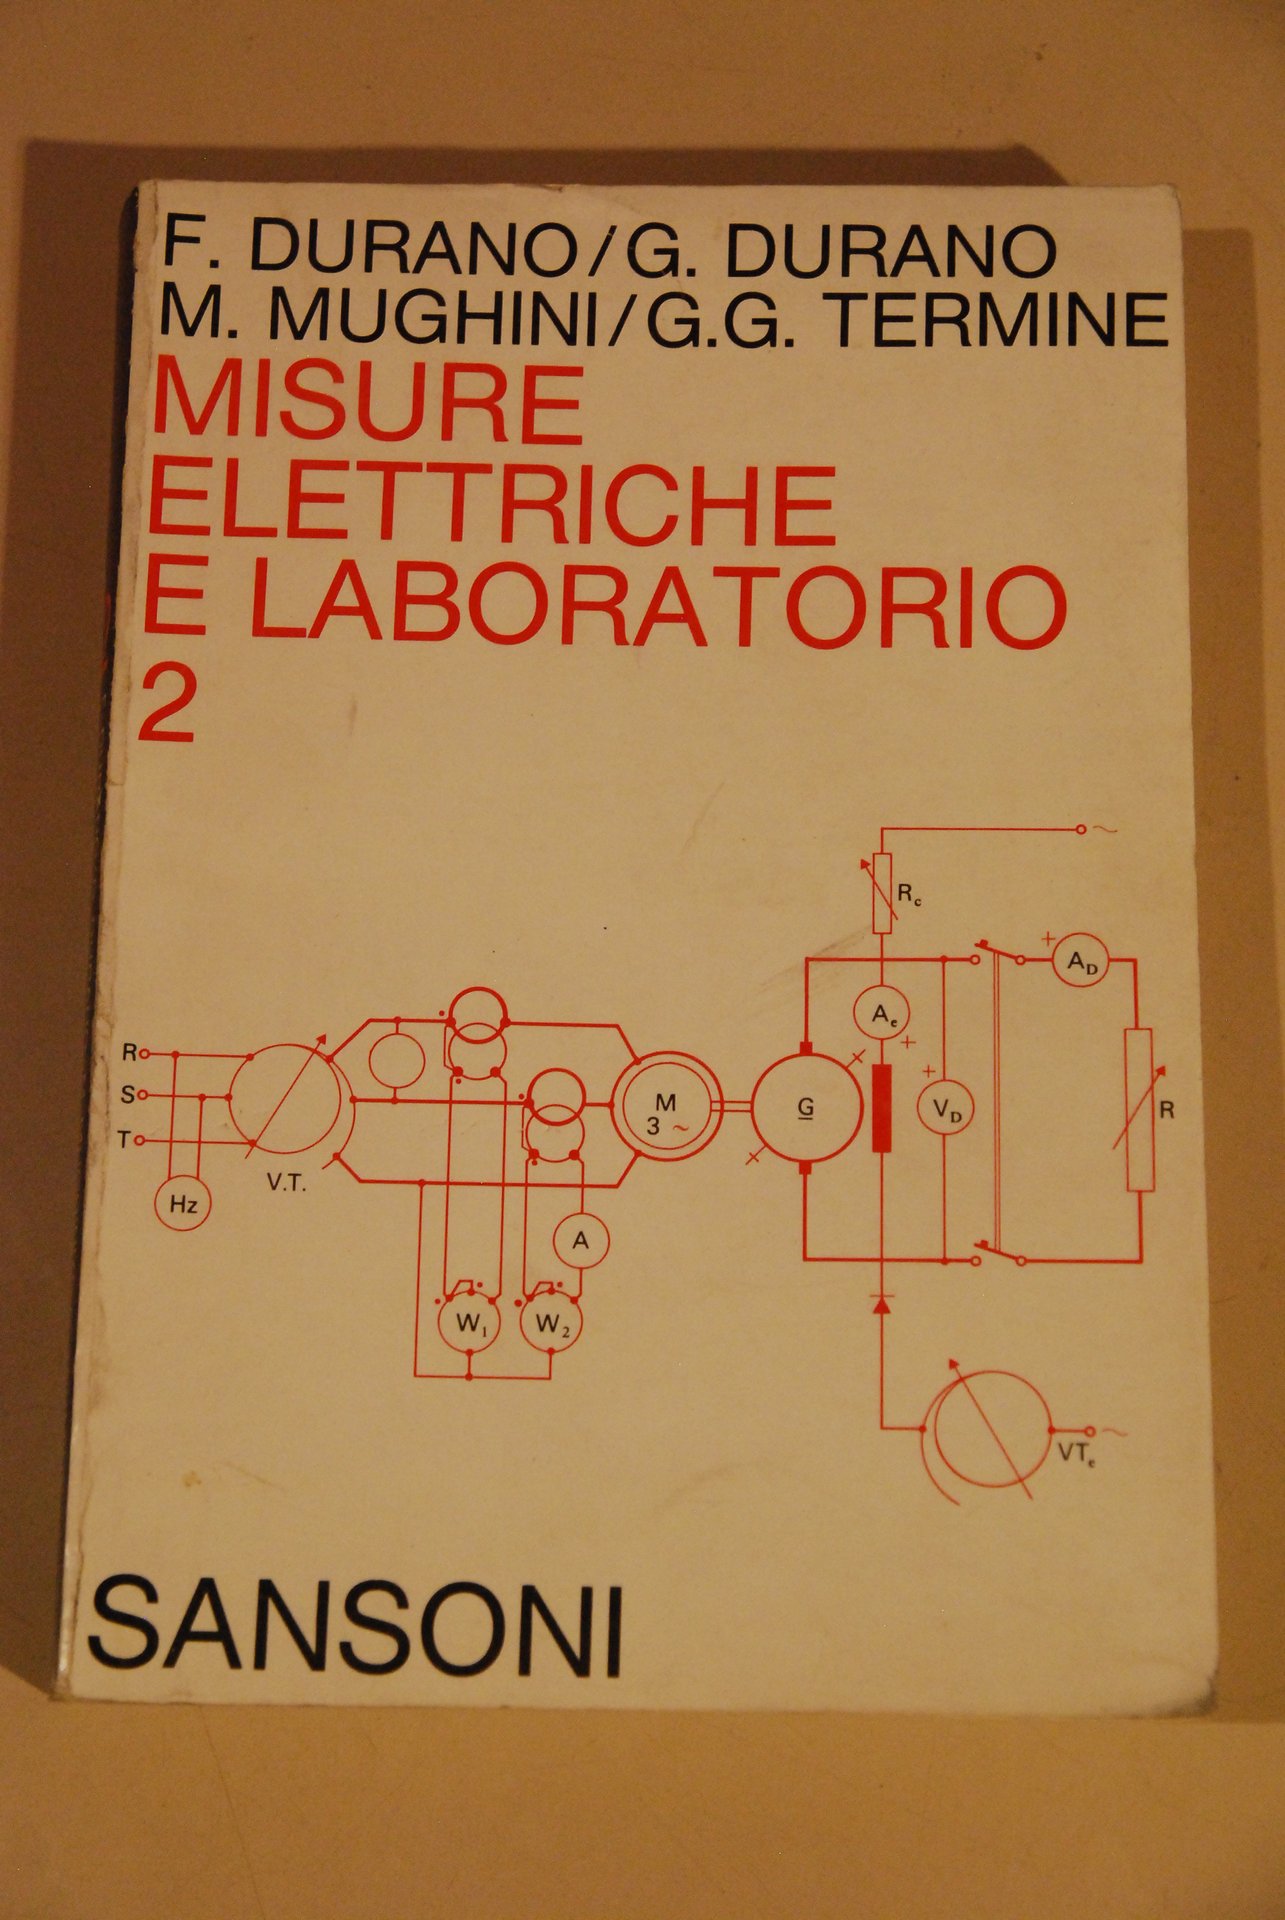 F. DURANO/G. DURANO
M. MUGHINI/G.G. TERMINE
MISURE
ELETTRICHE
E LABORATORIO
2
~
Rc
+ AD
Ae
+
R
S
T
Hz
V.T.
M
3 ~
G
+
VD
R
A
W1
W2
VTe ~
SANSONI